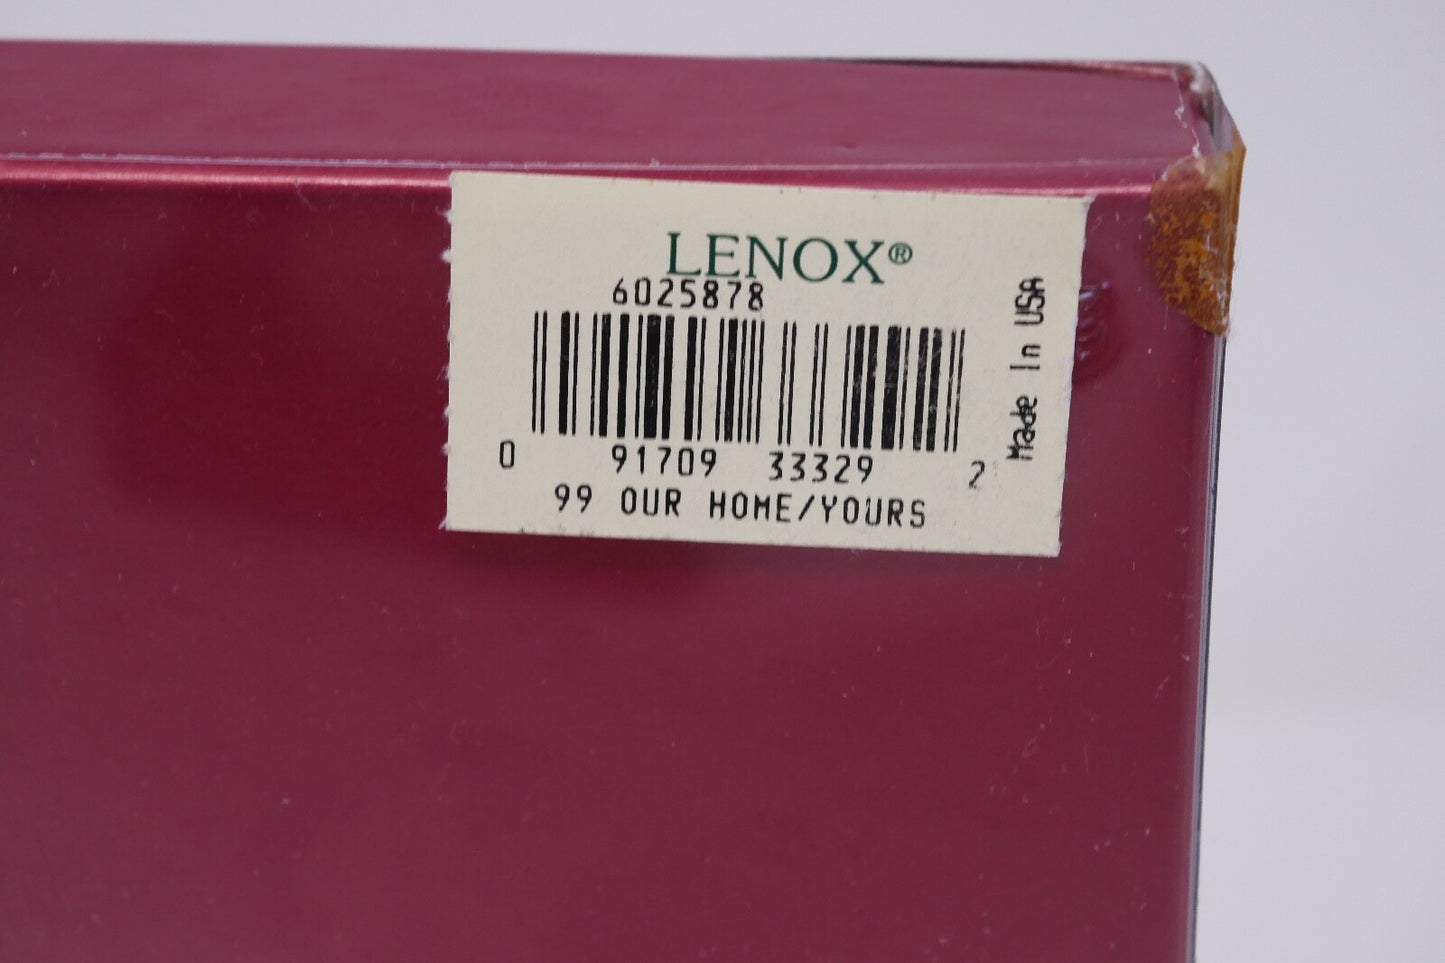 LENOX®
6025878
0 91709 33329 2
99 OUR HOME/YOURS
Made In USA